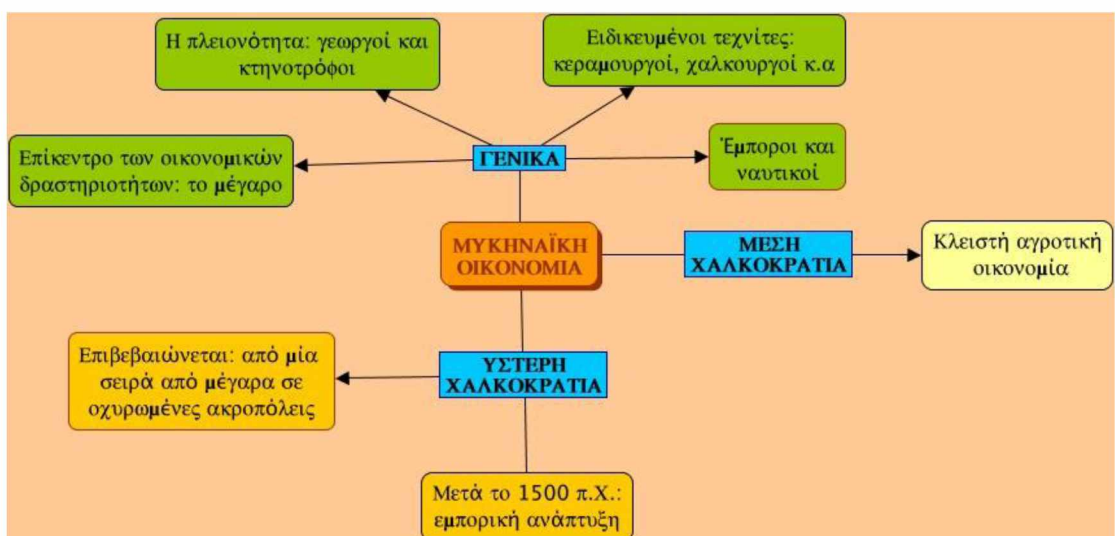 Η πλειονότητα: γεωργοί και
κτηνοτρόφοι
Ειδικευμένοι τεχνίτες:
κεραμουργοί, χαλκουργοί κ.α
Επίκεντρο των οικονομικών
δραστηριοτήτων: το μέγαρο
ΓΕΝΙΚΑ
Έμποροι και
ναυτικοί
ΜΥΚΗΝΑΪΚΗ
ΟΙΚΟΝΟΜΙΑ
ΜΕΣΗ
ΧΑΛΚΟΚΡΑΤΙΑ
Κλειστή αγροτική
οικονομία
Επιβεβαιώνεται: από μία
σειρά από μέγαρα σε
οχυρωμένες ακροπόλεις
ΥΣΤΕΡΗ
ΧΑΛΚΟΚΡΑΤΙΑ
Μετά το 1500 π.Χ.:
εμπορική ανάπτυξη